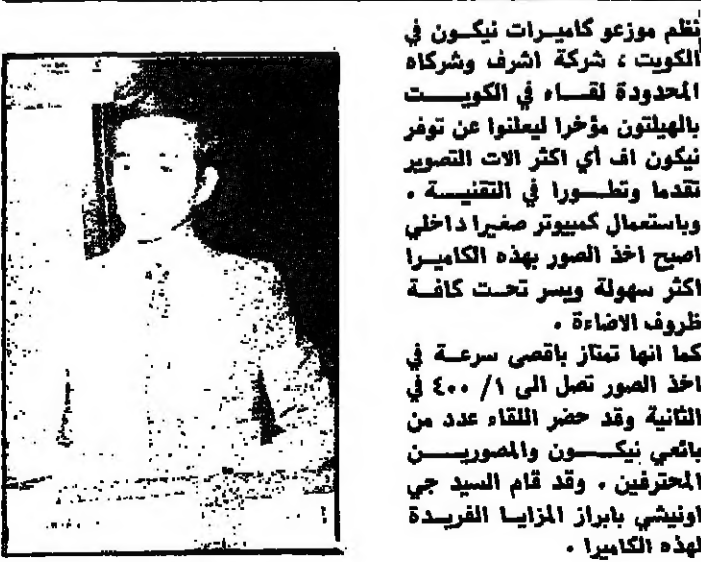 نظم موزعو كاميرات نيكون في
الكويت ، شركة اشرف وشركاه
المحدودة لقاء في الكويت
بالهيلتون مؤخرا ليعلنوا عن توفر
نيكون اف أي اكثر الات التصوير
تقدما وتطورا في التقنية .
وباستعمال كمبيوتر صغيرا داخلي
اصبح اخذ الصور بهذه الكاميرا
اكثر سهولة ويسر تحت كافة
ظروف الاضاءة .
كما انها تمتاز باقصى سرعة في
اخذ الصور تصل الى ١/ ٤٠٠ في
الثانية وقد حضر اللقاء عدد من
بائعي نيكون والمصورين
المحترفين . وقد قام السيد جي
اونيشي بابراز المزايا الفريدة
لهذه الكاميرا .